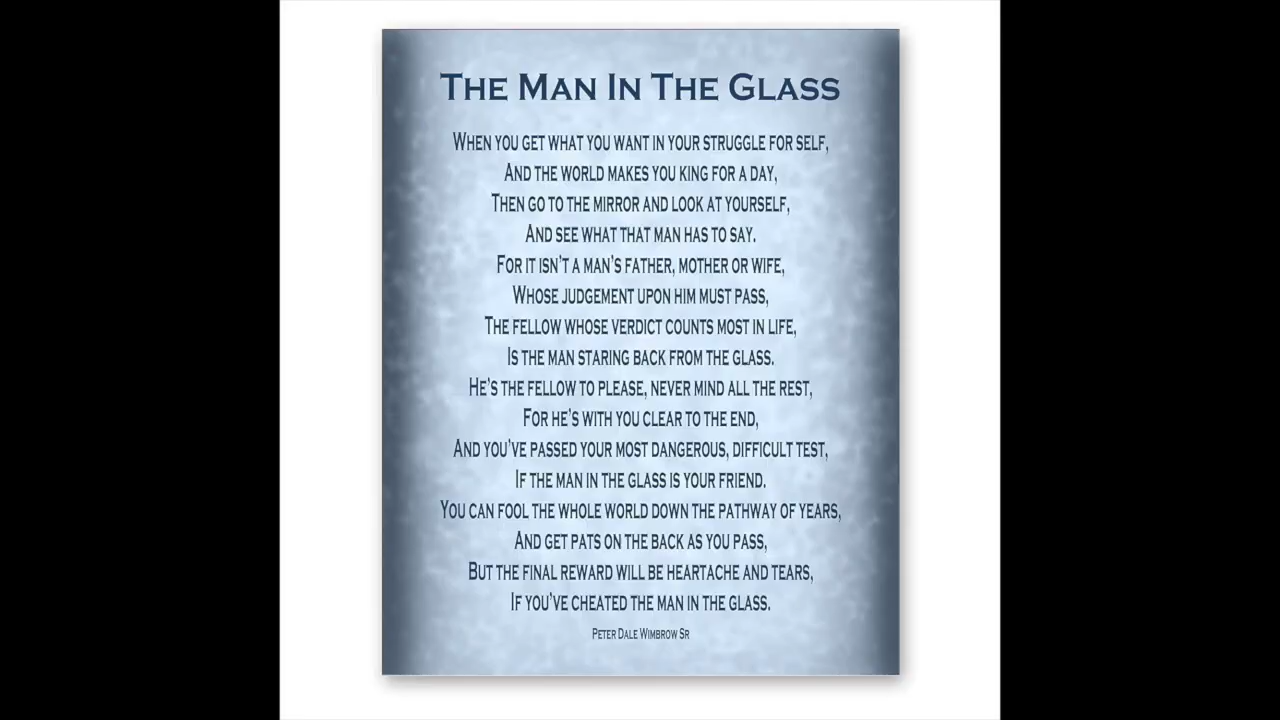 THE MAN IN THE GLASS
WHEN YOU GET WHAT YOU WANT IN YOUR STRUGGLE FOR SELF,
AND THE WORLD MAKES YOU KING FOR A DAY,
THEN GO TO THE MIRROR AND LOOK AT YOURSELF,
AND SEE WHAT THAT MAN HAS TO SAY.
FOR IT ISN'T A MAN'S FATHER, MOTHER OR WIFE,
WHOSE JUDGEMENT UPON HIM MUST PASS,
THE FELLOW WHOSE VERDICT COUNTS MOST IN LIFE,
IS THE MAN STARING BACK FROM THE GLASS.
HE'S THE FELLOW TO PLEASE, NEVER MIND ALL THE REST,
FOR HE'S WITH YOU CLEAR TO THE END,
AND YOU'VE PASSED YOUR MOST DANGEROUS, DIFFICULT TEST,
IF THE MAN IN THE GLASS IS YOUR FRIEND.
YOU CAN FOOL THE WHOLE WORLD DOWN THE PATHWAY OF YEARS,
AND GET PATS ON THE BACK AS YOU PASS,
BUT THE FINAL REWARD WILL BE HEARTACHE AND TEARS,
IF YOU'VE CHEATED THE MAN IN THE GLASS.
PETER DALE WIMBROW SR